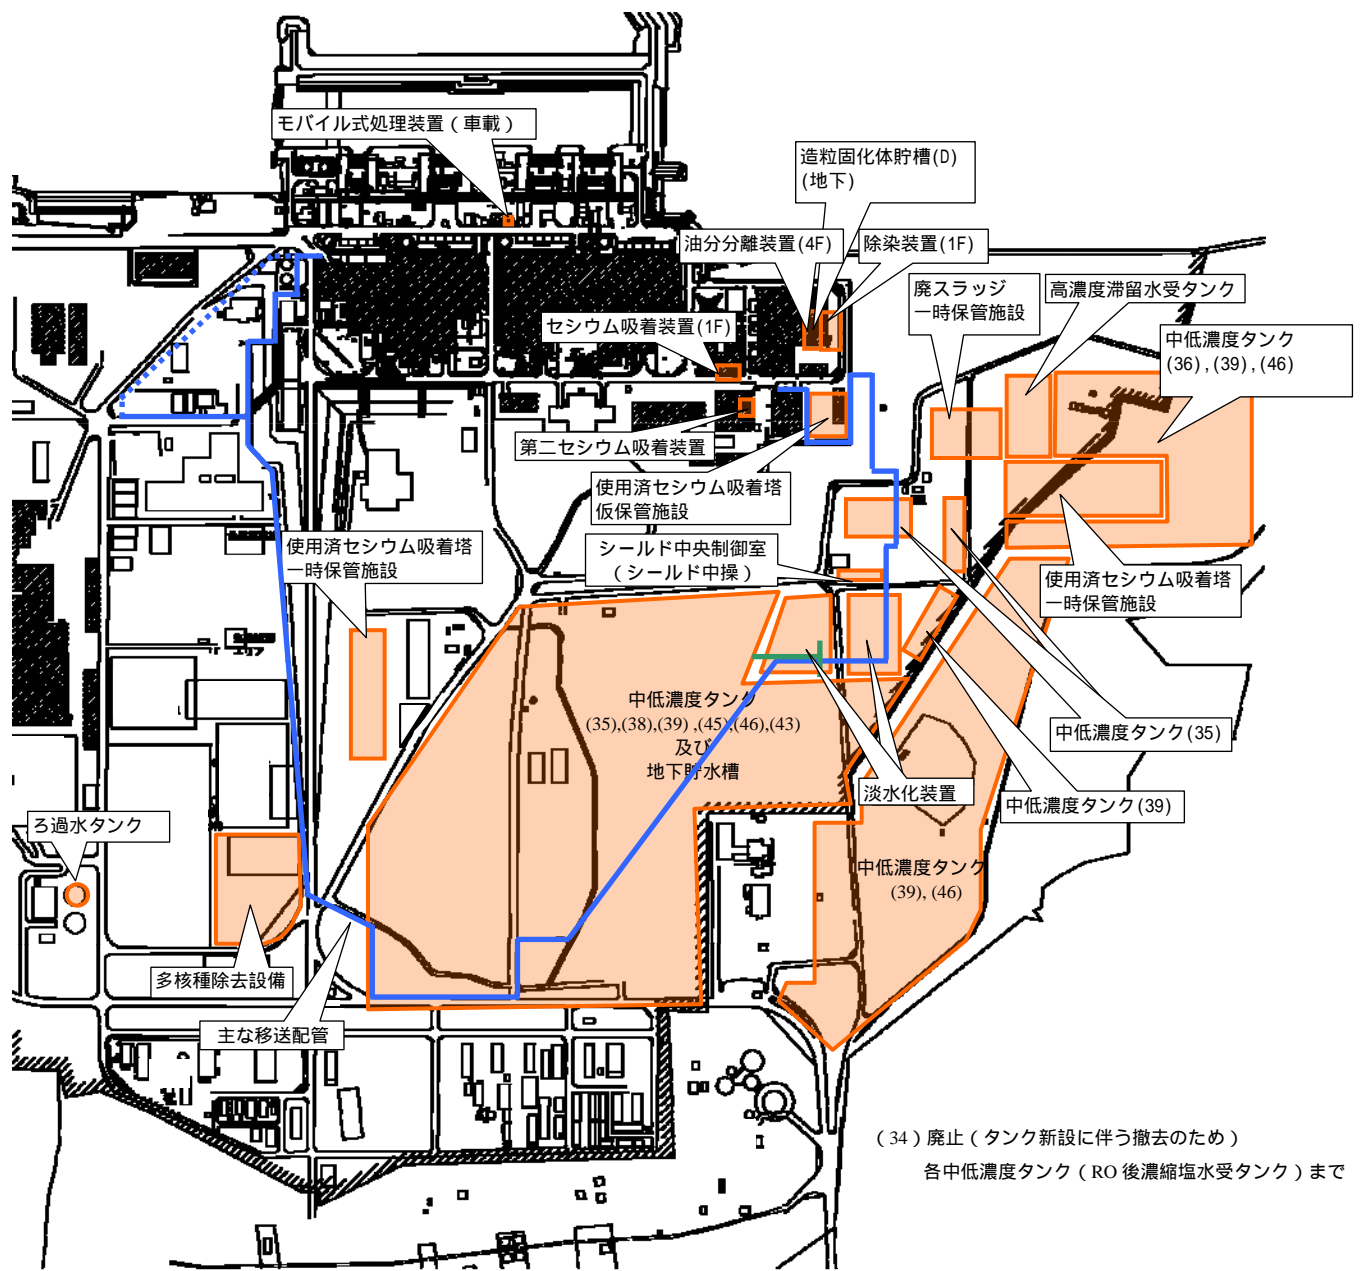 モバイル式処理装置（車載）
造粒固化体貯槽(D)
(地下)
油分分離装置(4F)
除染装置(1F)
廃スラッジ
一時保管施設
高濃度滞留水受タンク
セシウム吸着装置(1F)
中低濃度タンク
(36),(39),(46)
第二セシウム吸着装置
使用済セシウム吸着塔
仮保管施設
使用済セシウム吸着塔
一時保管施設
シールド中央制御室
（シールド中操）
使用済セシウム吸着塔
一時保管施設
エリア
中低濃度タンク
(35),(38),(39),(45),(46),(43)
及び
地下貯水槽
中低濃度タンク(35)
淡水化装置
中低濃度タンク(39)
ろ過水タンク
中低濃度タンク
(39), (46)
多核種除去設備
主な移送配管
（34）廃止（タンク新設に伴う撤去のため）
各中低濃度タンク（RO 後濃縮塩水受タンク）まで